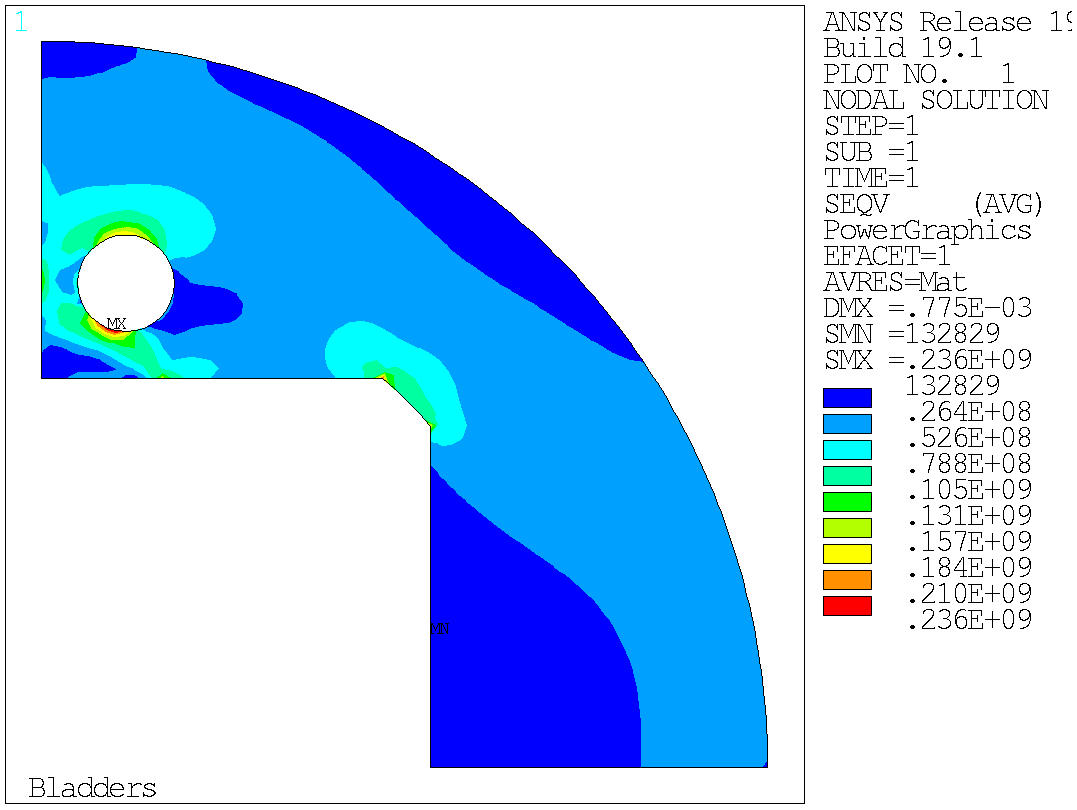 1
ANSYS Release 19
Build 19.1
PLOT NO.   1
NODAL SOLUTION
STEP=1
SUB =1
TIME=1
SEQV     (AVG)
PowerGraphics
EFACET=1
AVRES=Mat
DMX =.775E-03
SMN =132829
SMX =.236E+09
132829
.264E+08
.526E+08
.788E+08
.105E+09
.131E+09
.157E+09
.184E+09
.210E+09
.236E+09
MX
MN
Bladders